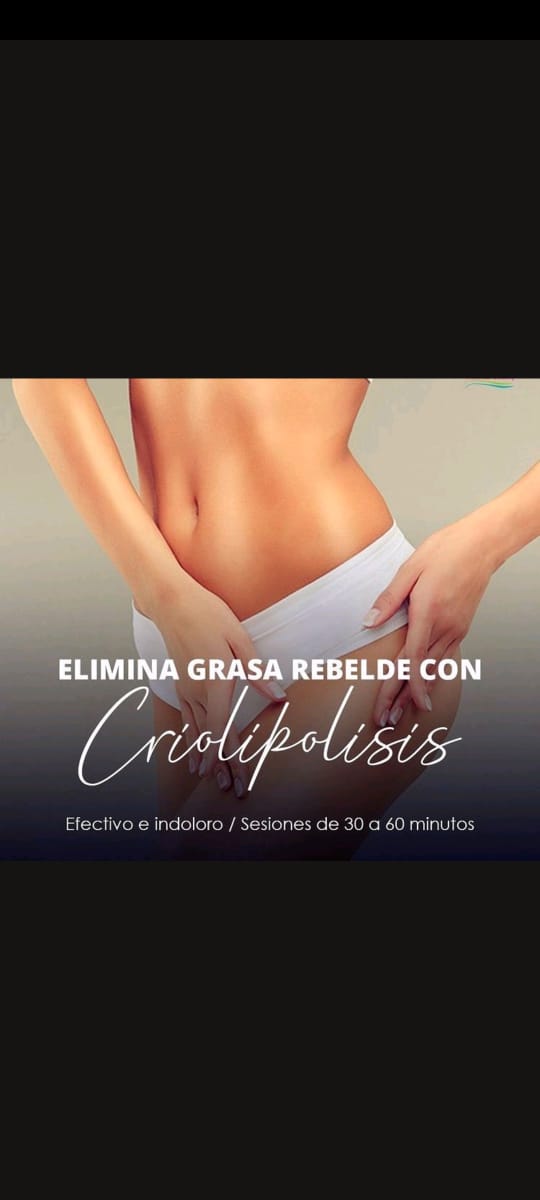 ELIMINA GRASA REBELDE CON
Criolipolisis
Efectivo e indoloro / Sesiones de 30 a 60 minutos